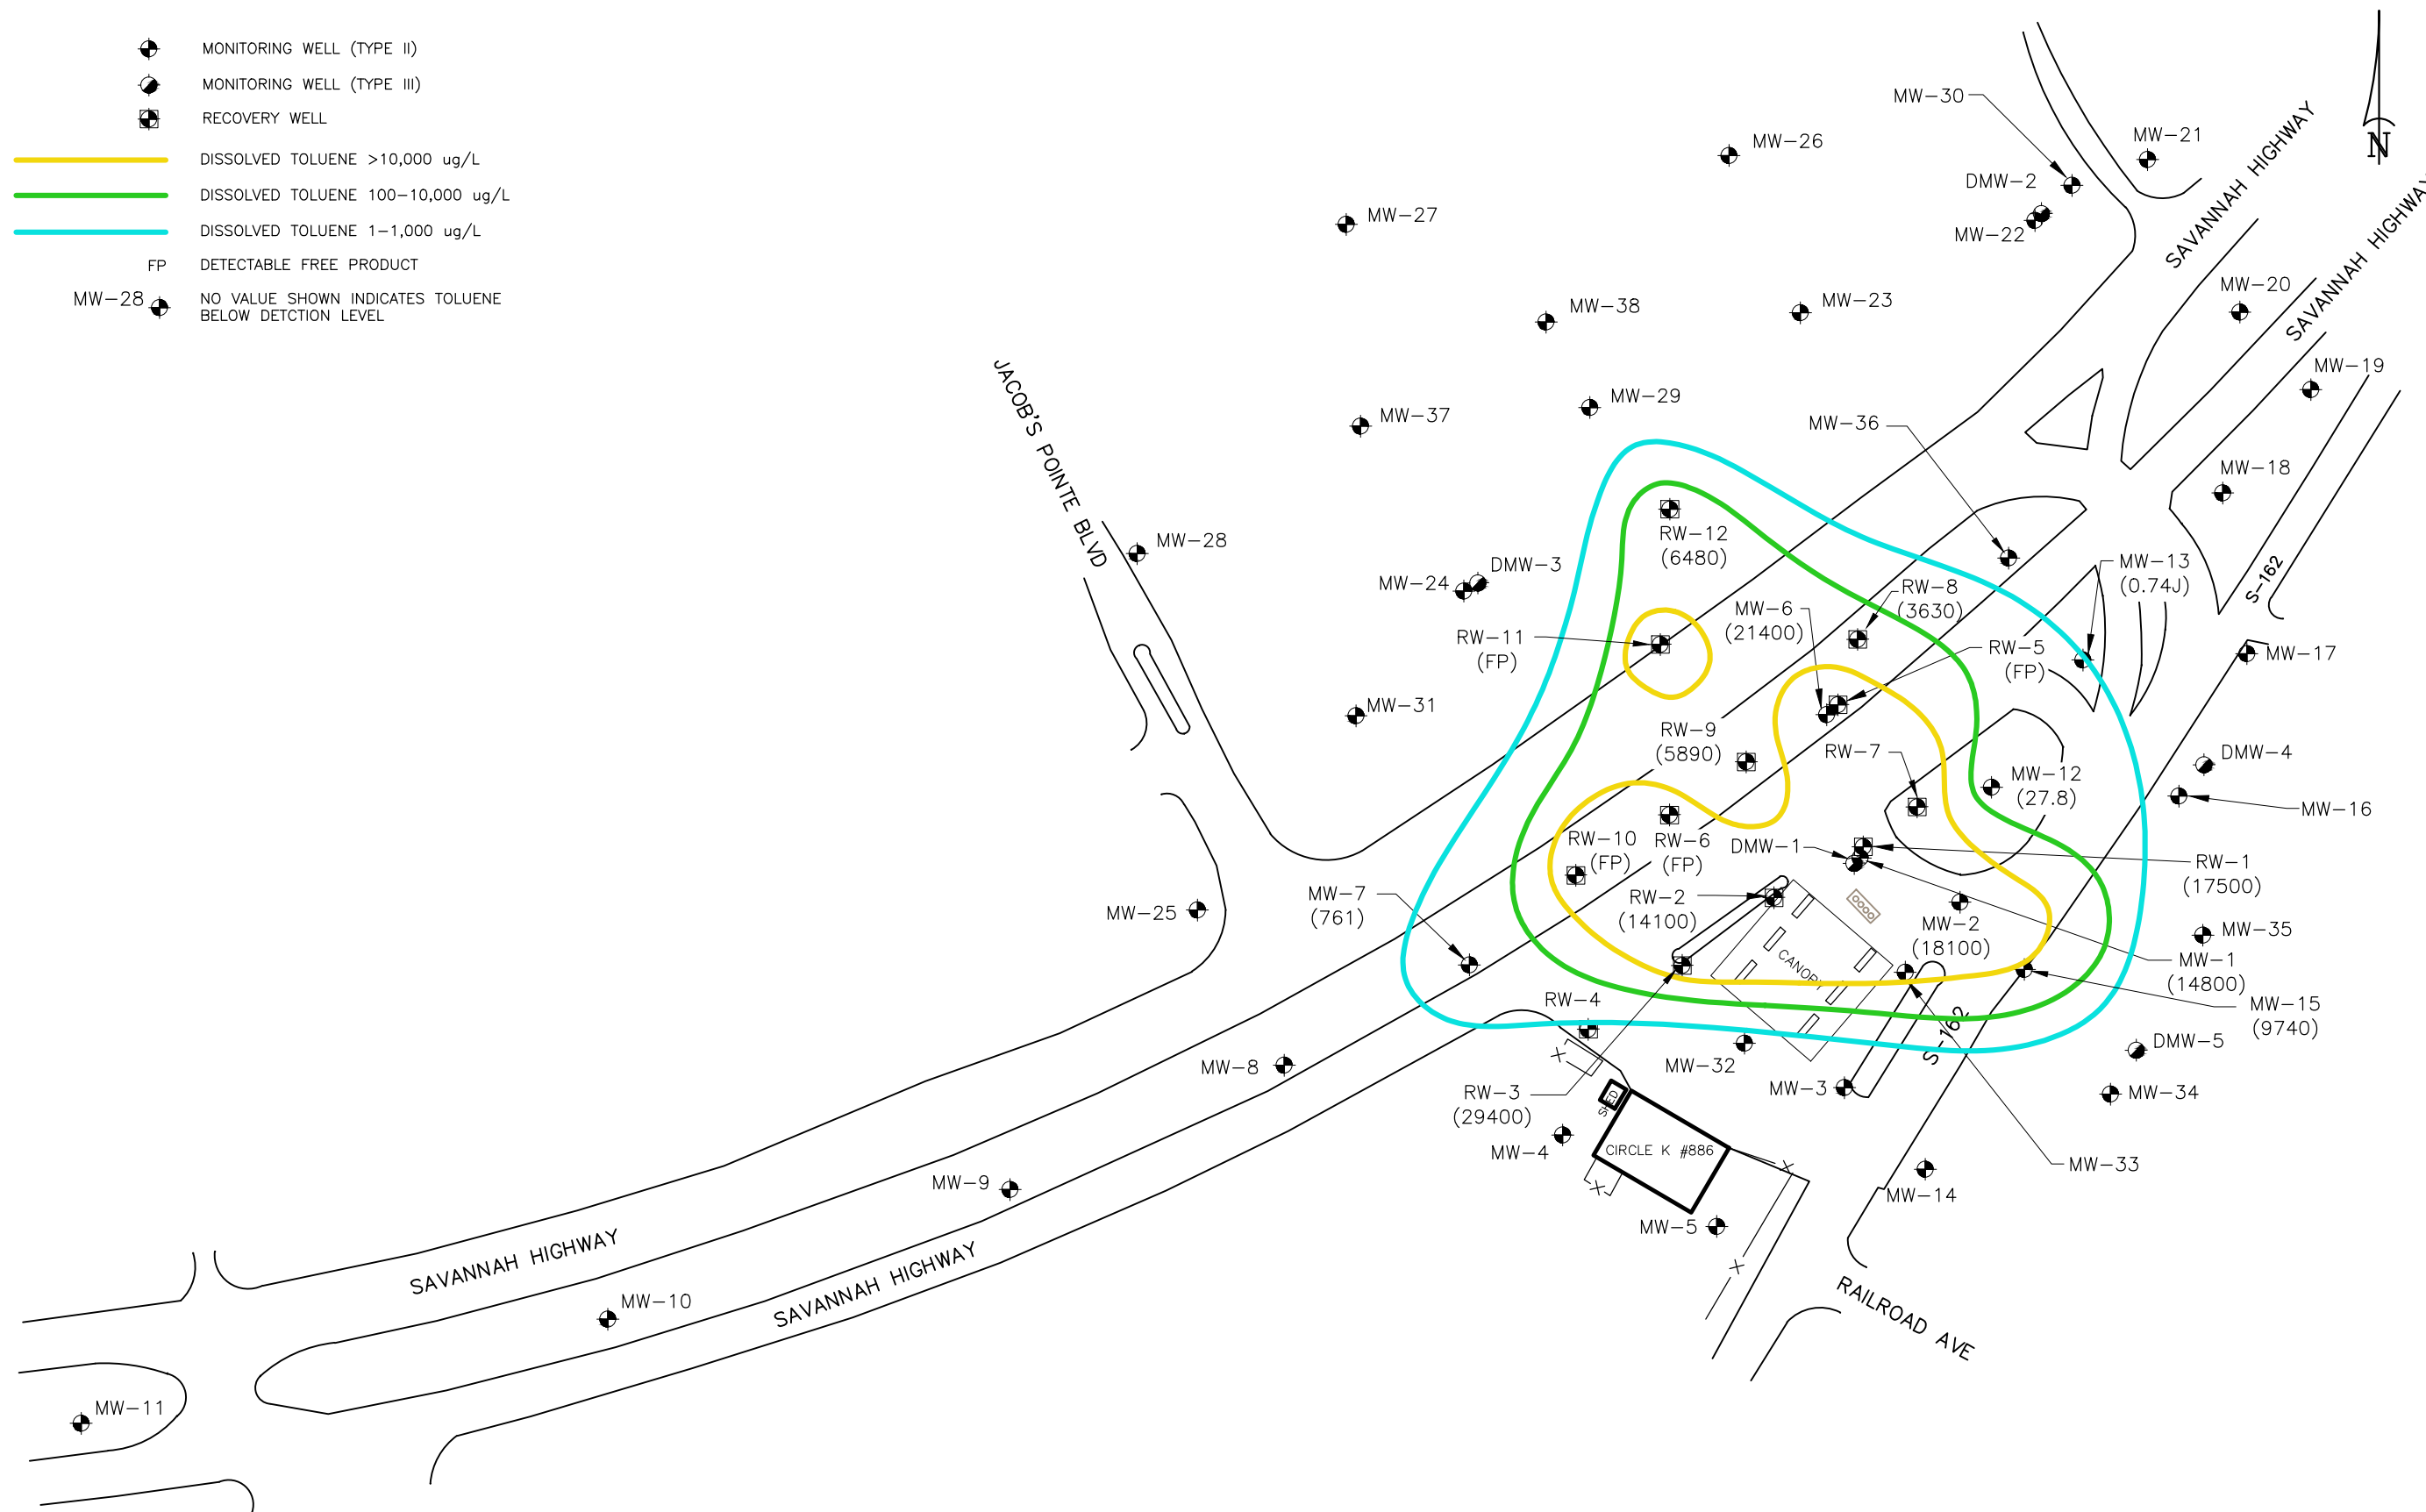 MONITORING WELL (TYPE II)
MONITORING WELL (TYPE III)
RECOVERY WELL
DISSOLVED TOLUENE >10,000 ug/L
DISSOLVED TOLUENE 100-10,000 ug/L
DISSOLVED TOLUENE 1-1,000 ug/L
FP DETECTABLE FREE PRODUCT
MW-28 NO VALUE SHOWN INDICATES TOLUENE
BELOW DETCTION LEVEL
N
MW-30
MW-21
MW-26
DMW-2
MW-22
MW-27
SAVANNAH HIGHWAY
SAVANNAH HIGHWAY
MW-20
MW-38
MW-23
MW-19
JACOB'S POINTE BLVD
MW-29
MW-37
MW-36
MW-18
MW-28
RW-12
(6480)
DMW-3
MW-24
MW-13
(0.74J)
S-162
RW-8
(3630)
MW-6
(21400)
RW-11
(FP)
RW-5
(FP)
MW-17
MW-31
RW-9
(5890)
RW-7
DMW-4
MW-12
(27.8)
MW-16
RW-10
(FP)
RW-6
(FP)
DMW-1
RW-1
(17500)
MW-7
(761)
RW-2
(14100)
MW-25
MW-2
(18100)
MW-35
CANOPY
MW-1
(14800)
RW-4
MW-15
(9740)
S-162
DMW-5
MW-8
MW-32
MW-3
RW-3
(29400)
MW-34
SHED
MW-4
CIRCLE K #886
MW-33
MW-9
X
X
X
X
MW-14
MW-5
SAVANNAH HIGHWAY
SAVANNAH HIGHWAY
MW-10
RAILROAD AVE
MW-11